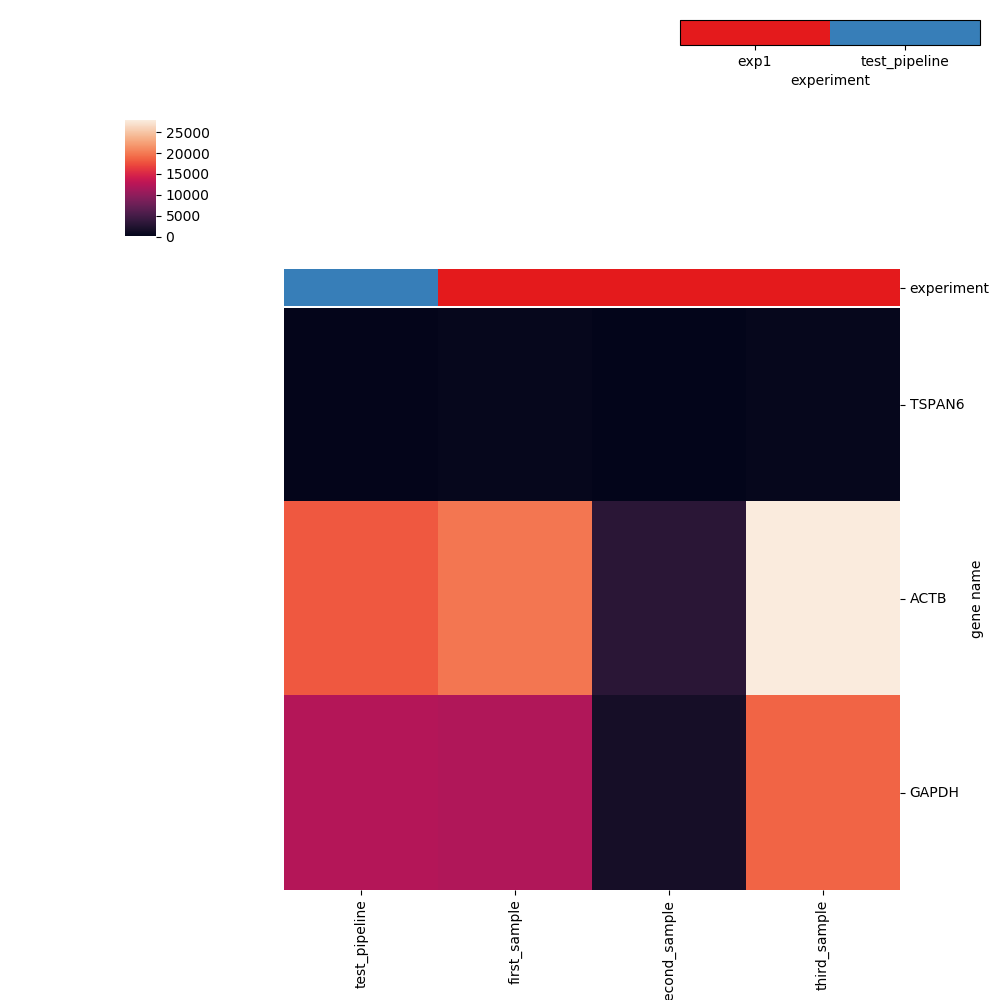 exp1 test_pipeline
experiment
25000
20000
15000
10000
5000
0
experiment
TSPAN6
ACTB
gene name
GAPDH
test_pipeline
first_sample
econd_sample
third_sample